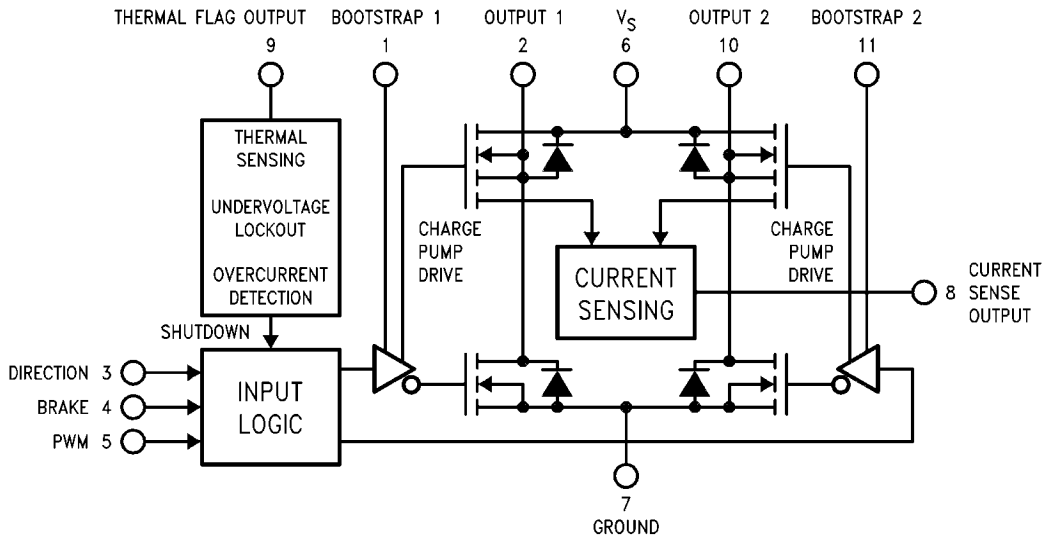 THERMAL FLAG OUTPUT
9
BOOTSTRAP 1
1
OUTPUT 1
2
VS
6
OUTPUT 2
10
BOOTSTRAP 2
11
THERMAL
SENSING
UNDERVOLTAGE
LOCKOUT
OVERCURRENT
DETECTION
CHARGE
PUMP
DRIVE
CURRENT
SENSING
CHARGE
PUMP
DRIVE
8
CURRENT
SENSE
OUTPUT
SHUTDOWN
DIRECTION 3
BRAKE 4
PWM 5
INPUT
LOGIC
7
GROUND